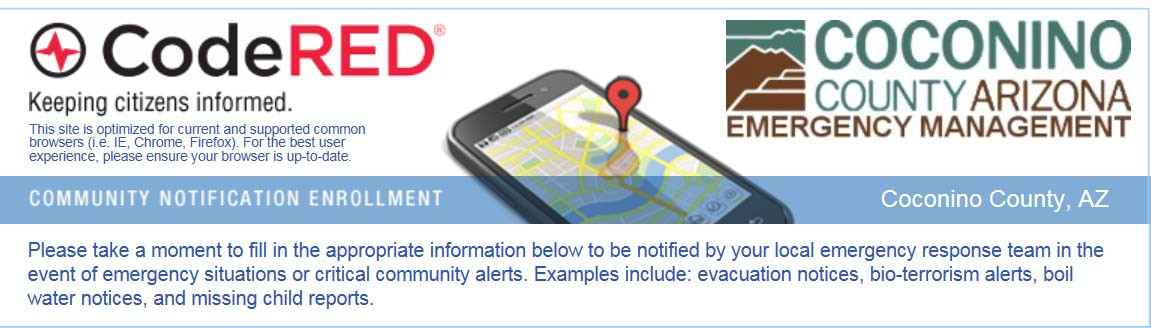 CodeRED®
Keeping citizens informed.
This site is optimized for current and supported common
browsers (i.e. IE, Chrome, Firefox). For the best user
experience, please ensure your browser is up-to-date.
COCONINO
COUNTY ARIZONA
EMERGENCY MANAGEMENT
COMMUNITY NOTIFICATION ENROLLMENT
Coconino County, AZ
Please take a moment to fill in the appropriate information below to be notified by your local emergency response team in the
event of emergency situations or critical community alerts. Examples include: evacuation notices, bio-terrorism alerts, boil
water notices, and missing child reports.